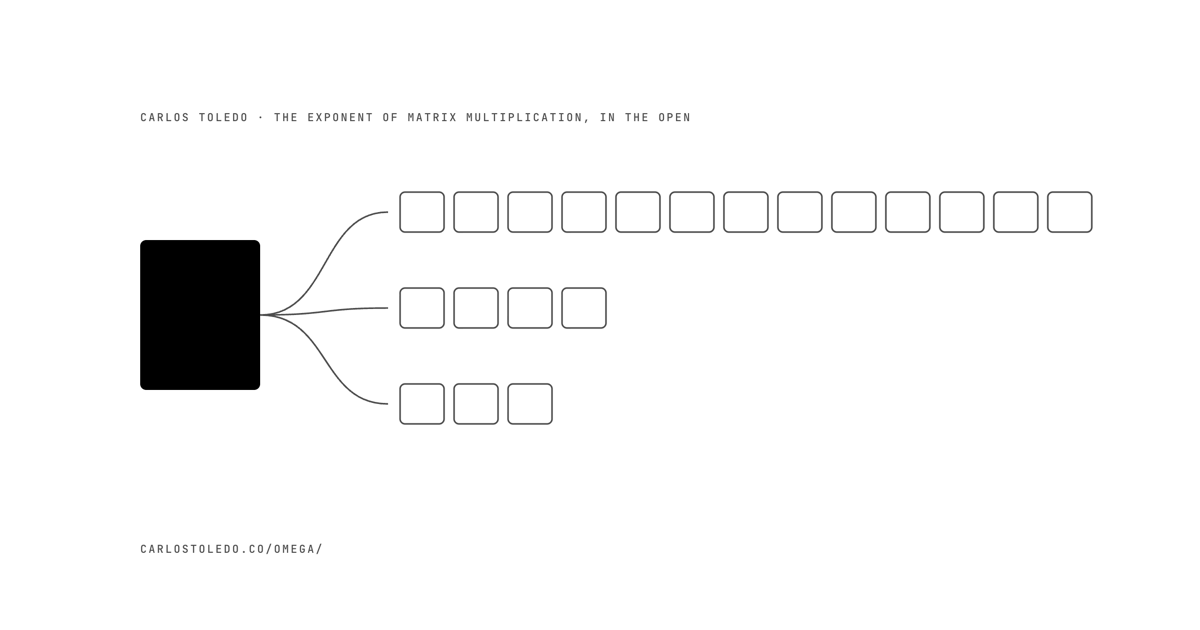 CARLOS TOLEDO · THE EXPONENT OF MATRIX MULTIPLICATION, IN THE OPEN
CARLOSTOLEDO.CO/OMEGA/